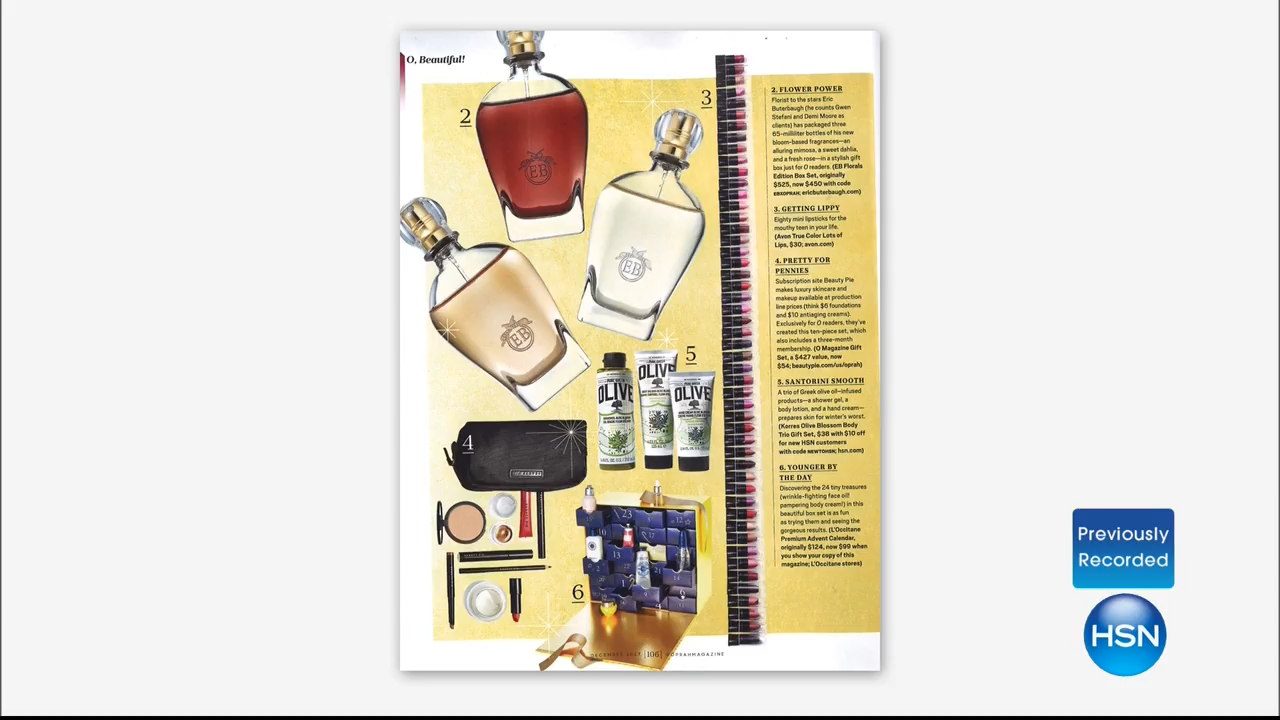 O, Beautiful!
2
3
2. FLOWER POWER
Florist to the stars Eric
Buterbaugh (he counts Gwen
Stefani and Demi Moore as
clients) has packaged three
65-milliliter bottles of his new
bloom-based fragrances—an
alluring mimosa, a sweet dahlia,
and a fresh rose—in a stylish gift
box just for O readers. (EB Florals
Edition Box Set, originally
$525, now $450 with code
EBXOPRAH; ericbuterbaugh.com)
3. GETTING LIPPY
Eighty mini lipsticks for the
mouthy teen in your life.
(Avon True Color Lots of
Lips, $30; avon.com)
4. PRETTY FOR
PENNIES
Subscription site Beauty Pie
makes luxury skincare and
makeup available at production
line prices (think $6 foundations
and $10 antiaging creams).
Exclusively for O readers, they've
created this ten-piece set, which
also includes a three-month
membership. (O Magazine Gift
Set, a $427 value, now
$54; beautypie.com/us/oprah)
5. SANTORINI SMOOTH
A trio of Greek olive oil–infused
products—a shower gel, a
body lotion, and a hand cream—
prepares skin for winter's worst.
(Korres Olive Blossom Body
Trio Gift Set, $38 with $10 off
for new HSN customers
with code NEWTOHSN; hsn.com)
6. YOUNGER BY
THE DAY
Discovering the 24 tiny treasures
(wrinkle-fighting face oil!
pampering body cream!) in this
beautiful box set is as fun
as trying them and seeing the
gorgeous results. (L'Occitane
Premium Advent Calendar,
originally $124, now $99 when
you show your copy of this
magazine; L'Occitane stores)
EB
EB
EB
5
OLIVE
OLIVE
OLIVE
4
6
DECEMBER 2017 |106| OPRAHMAGAZINE
Previously
Recorded
HSN